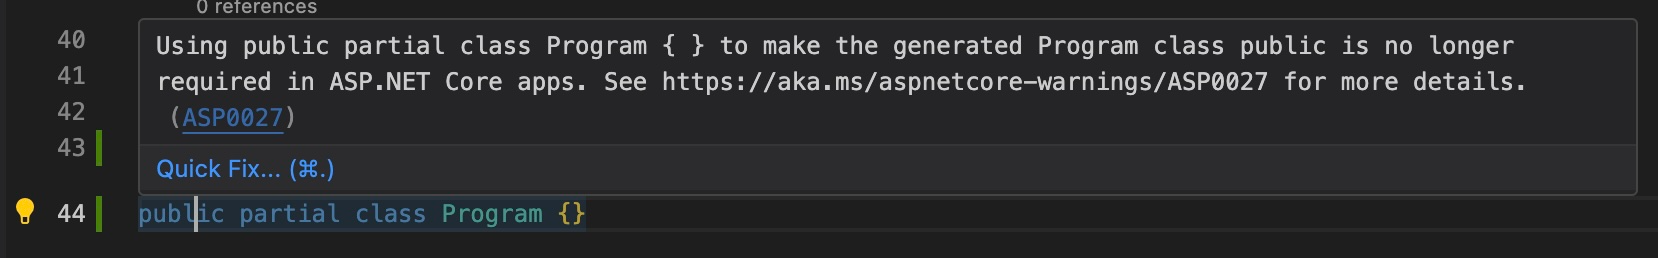 0 references
40
Using public partial class Program { } to make the generated Program class public is no longer
41
required in ASP.NET Core apps. See https://aka.ms/aspnetcore-warnings/ASP0027 for more details.
42
(ASP0027)
43
Quick Fix... (⌘.)
44 public partial class Program {}